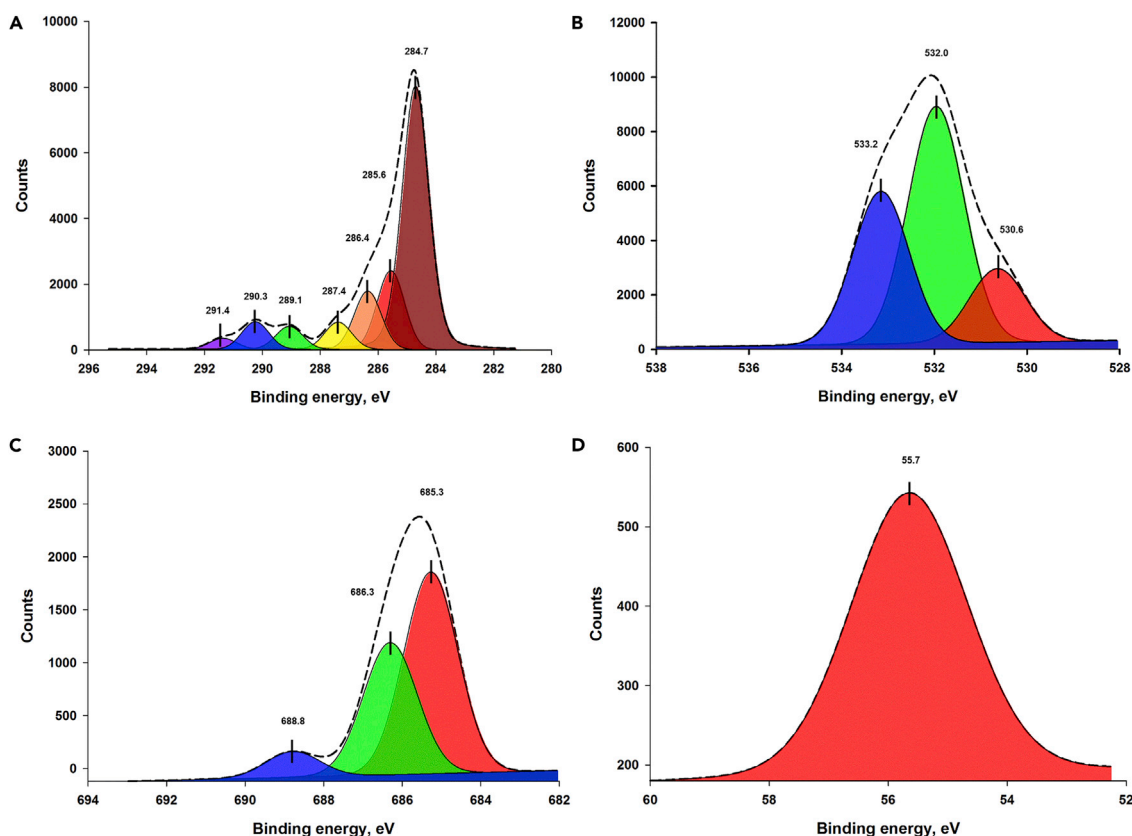 A
10000
8000
6000
4000
2000
0
Counts
284.7
285.6
286.4
287.4
289.1
290.3
291.4
296 294 292 290 288 286 284 282 280
Binding energy, eV
B
12000
10000
8000
6000
4000
2000
0
Counts
532.0
533.2
530.6
538 536 534 532 530 528
Binding energy, eV
C
3000
2500
2000
1500
1000
500
0
Counts
685.3
686.3
688.8
694 692 690 688 686 684 682
Binding energy, eV
D
600
500
400
300
200
Counts
55.7
60 58 56 54 52
Binding energy, eV